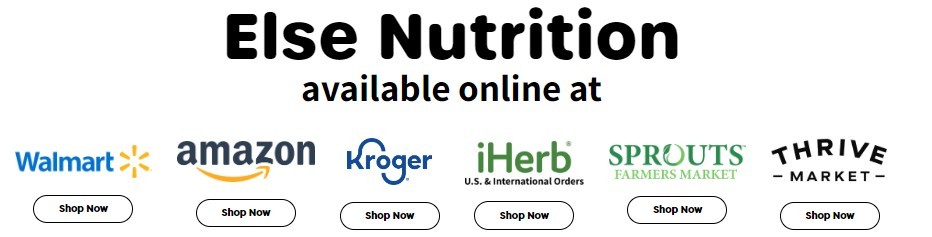 Else Nutrition
available online at
Walmart
amazon
Kroger
iHerb®
U.S. & International Orders
SPROUTS
FARMERS MARKET
THRIVE
MARKET
Shop Now
Shop Now
Shop Now
Shop Now
Shop Now
Shop Now